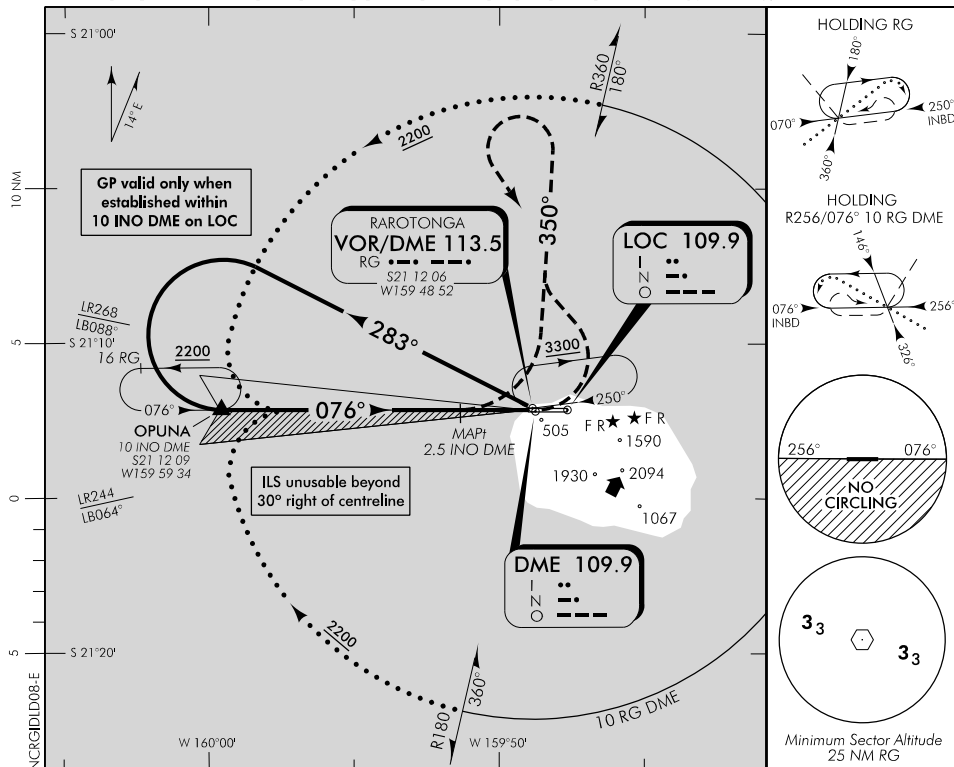 S 21°00'
14° E
R360
180°
2200
10 NM
GP valid only when
established within
10 INO DME on LOC
RAROTONGA
VOR/DME 113.5
RG
S21 12 06
W159 48 52
350°
LOC 109.9
I
N
O
LR268
LB088°
283°
5
S 21°10'
16 RG
2200
3300
076°
076°
250°
OPUNA
10 INO DME
S21 12 09
W159 59 34
MAPt
2.5 INO DME
505
F R
F R
1590
1930
2094
1067
ILS unusable beyond
30° right of centreline
0
LR244
LB064°
DME 109.9
I
N
O
2200
5
S 21°20'
R180
360°
10 RG DME
W 160°00'
W 159°50'
NCRGIDLD08-E
HOLDING RG
180°
070°
250°
INBD
360°
HOLDING
R256/076° 10 RG DME
146°
076°
INBD
256°
326°
256°
076°
NO
CIRCLING
33
33
Minimum Sector Altitude
25 NM RG